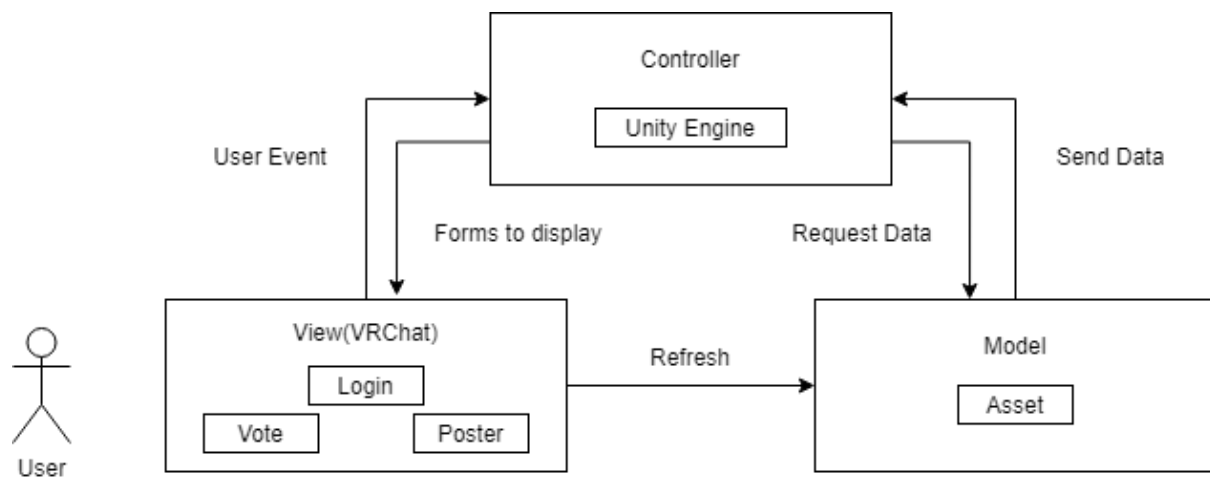 Controller
Unity Engine
User Event
Send Data
Forms to display
Request Data
View(VRChat)
Login
Vote
Poster
Refresh
Model
Asset
User